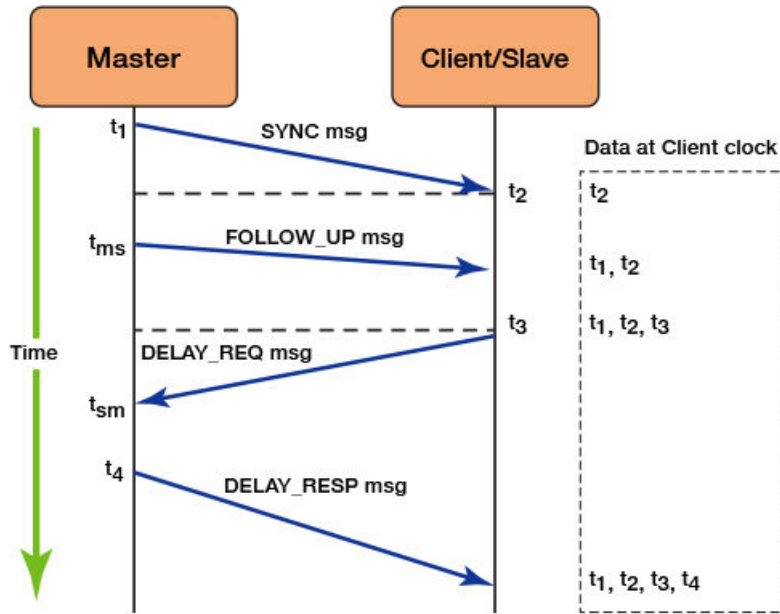 Master
Client/Slave
t1
SYNC msg
Data at Client clock
t2
t2
tms
FOLLOW_UP msg
t1, t2
t3
t1, t2, t3
Time
DELAY_REQ msg
tsm
t4
DELAY_RESP msg
t1, t2, t3, t4